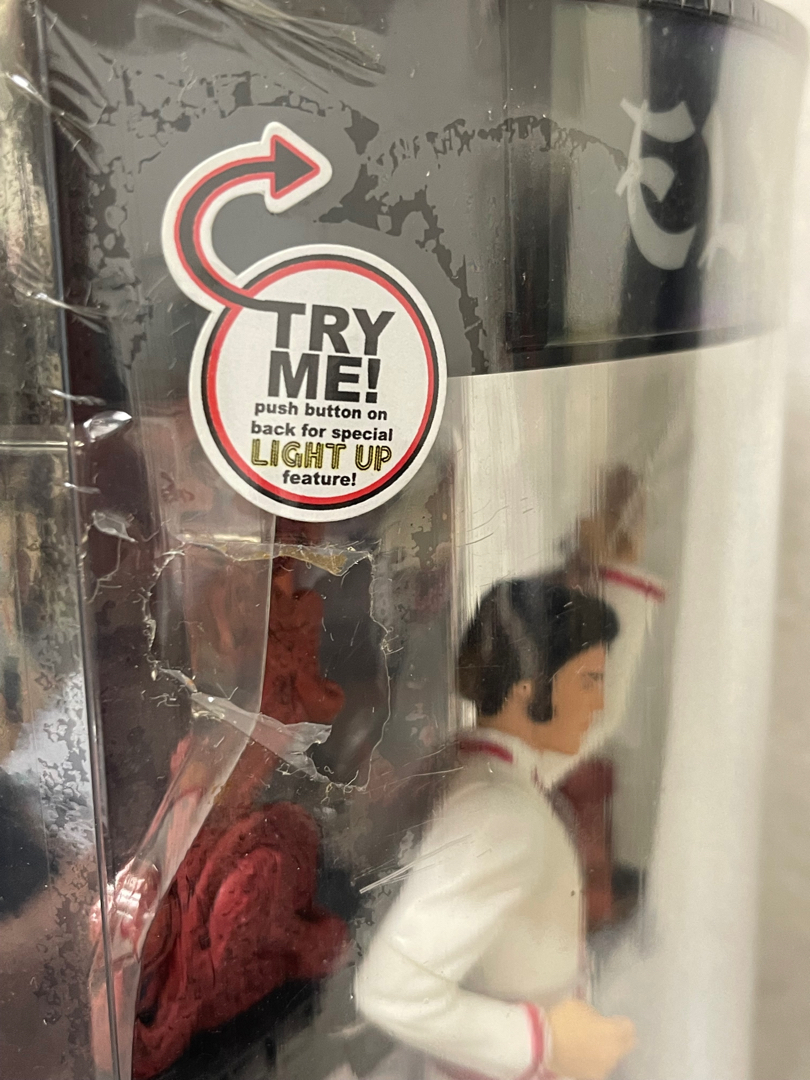 TRY
ME!
push button on
back for special
LIGHT UP
feature!